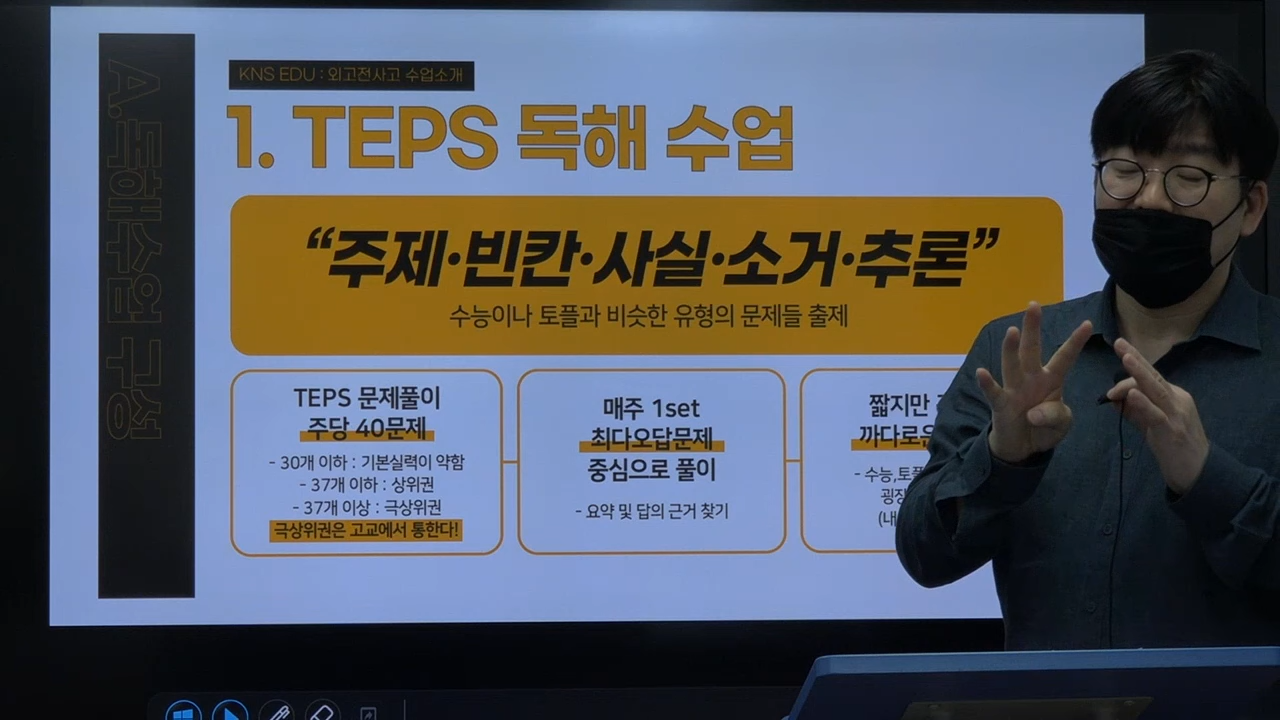 A.독해수업 구성
KNS EDU : 외고전사고 수업소개
1. TEPS 독해 수업
“주제·빈칸·사실·소거·추론”
수능이나 토플과 비슷한 유형의 문제들 출제
TEPS 문제풀이
주당 40문제
- 30개 이하 : 기본실력이 약함
- 37개 이하 : 상위권
- 37개 이상 : 극상위권
극상위권은 고교에서 통한다!
매주 1set
최다오답문제
중심으로 풀이
- 요약 및 답의 근거 찾기
짧지만
까다로운
- 수능,토플
(내